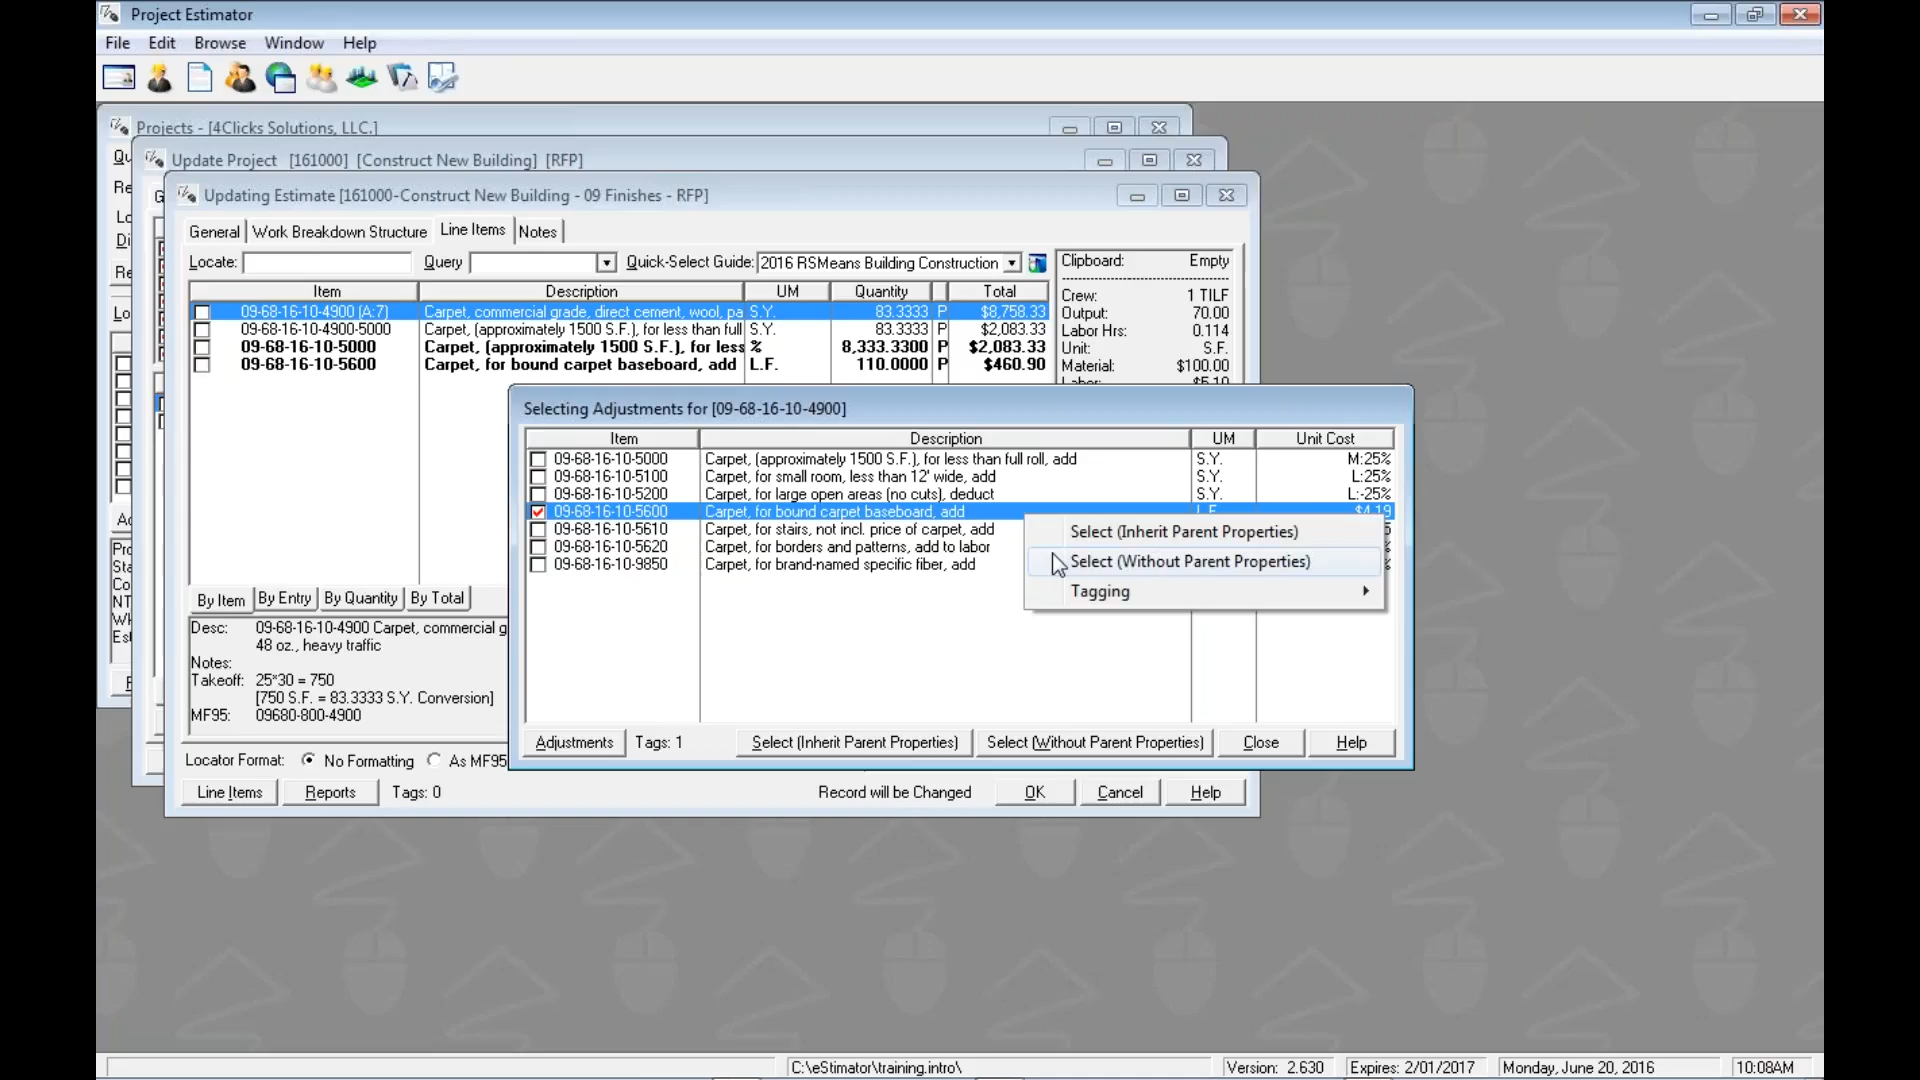 Project Estimator
File Edit Browse Window Help
Projects - [4Clicks Solutions, LLC.]
Update Project [161000] [Construct New Building] [RFP]
Updating Estimate [161000-Construct New Building - 09 Finishes - RFP]
General Work Breakdown Structure Line Items Notes
Locate: Query Quick-Select Guide: 2016 RSMeans Building Construction
Item Description UM Quantity Total
09-68-16-10-4900 (A:7) Carpet, commercial grade, direct cement, wool, pa S.Y. 83.3333 P $8,758.33
09-68-16-10-4900-5000 Carpet, (approximately 1500 S.F.), for less than full S.Y. 83.3333 P $2,083.33
09-68-16-10-5000 Carpet, (approximately 1500 S.F.), for less % 8,333.3300 P $2,083.33
09-68-16-10-5600 Carpet, for bound carpet baseboard, add L.F. 110.0000 P $460.90
Clipboard: Empty
Crew: 1 TILF
Output: 70.00
Labor Hrs: 0.114
Unit: S.F.
Material: $100.00
Labor: $5.10
Selecting Adjustments for [09-68-16-10-4900]
Item Description UM Unit Cost
09-68-16-10-5000 Carpet, (approximately 1500 S.F.), for less than full roll, add S.Y. M:25%
09-68-16-10-5100 Carpet, for small room, less than 12' wide, add S.Y. L:25%
09-68-16-10-5200 Carpet, for large open areas (no cuts), deduct S.Y. L:-25%
09-68-16-10-5600 Carpet, for bound carpet baseboard, add L.F. $4.19
09-68-16-10-5610 Carpet, for stairs, not incl. price of carpet, add
09-68-16-10-5620 Carpet, for borders and patterns, add to labor
09-68-16-10-9850 Carpet, for brand-named specific fiber, add
Select (Inherit Parent Properties)
Select (Without Parent Properties)
Tagging
Adjustments Tags: 1 Select (Inherit Parent Properties) Select (Without Parent Properties) Close Help
By Item By Entry By Quantity By Total
Desc: 09-68-16-10-4900 Carpet, commercial g
48 oz., heavy traffic
Notes:
Takeoff: 25*30 = 750
[750 S.F. = 83.3333 S.Y. Conversion]
MF95: 09680-800-4900
Locator Format: No Formatting As MF95
Line Items Reports Tags: 0 Record will be Changed OK Cancel Help
C:\eStimator\training.intro\ Version: 2.630 Expires: 2/01/2017 Monday, June 20, 2016 10:08AM